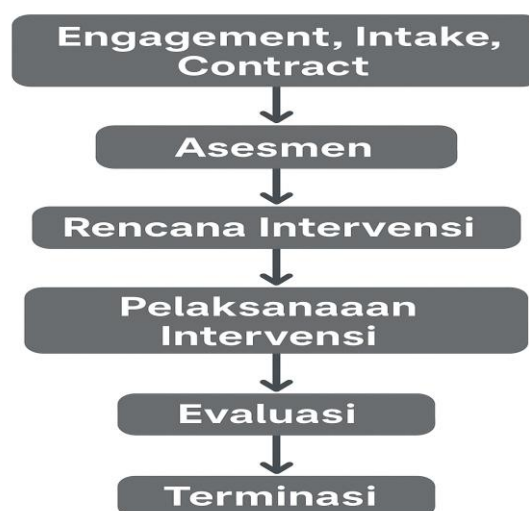 Engagement, Intake,
Contract
Asesmen
Rencana Intervensi
Pelaksanaaan
Intervensi
Evaluasi
Terminasi